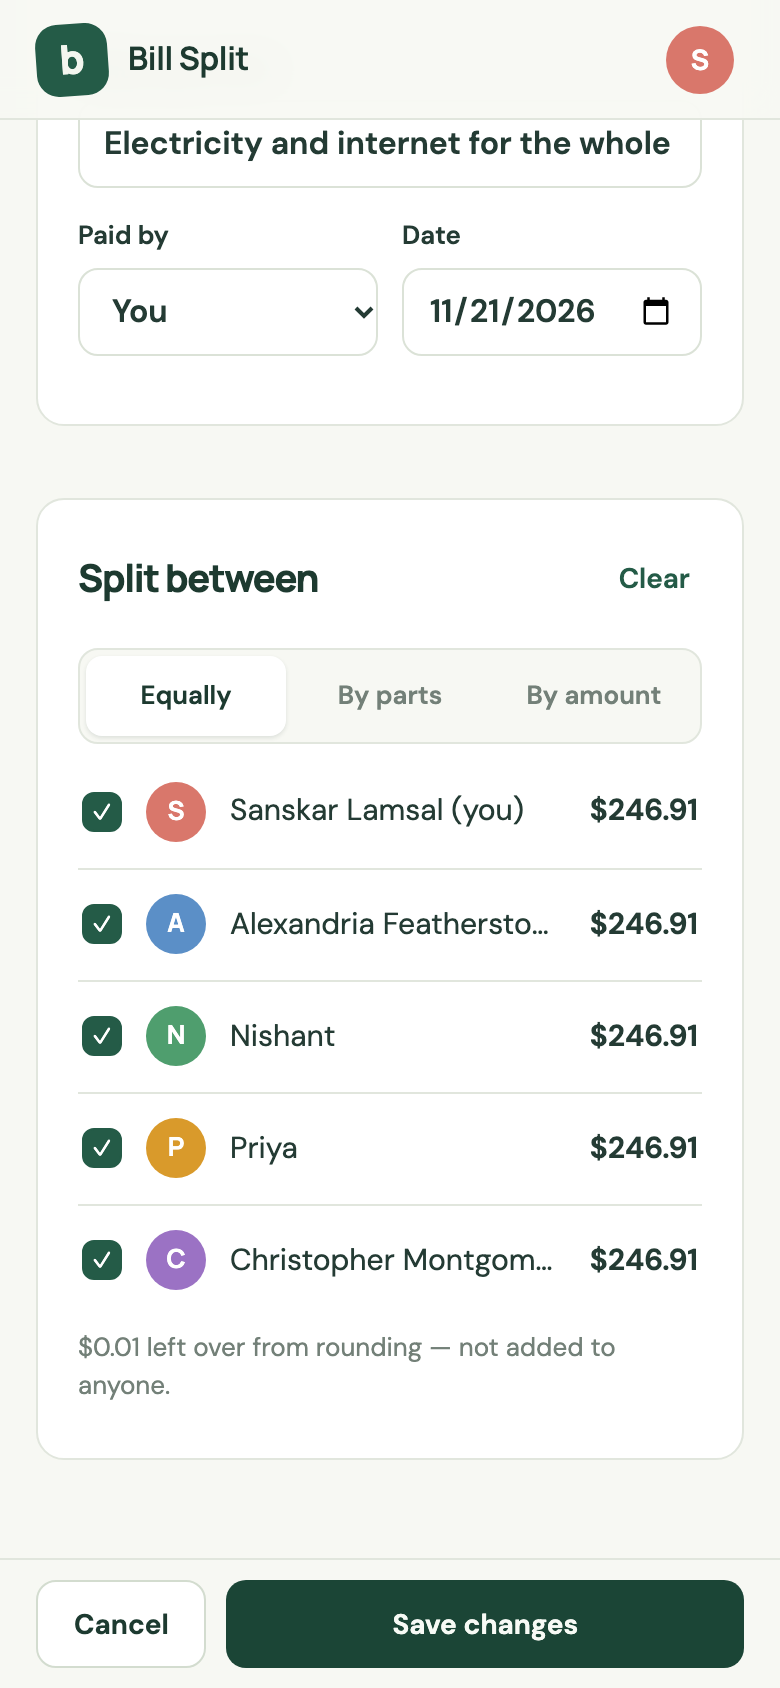 b Bill Split S
Electricity and internet for the whole
Paid by Date
You 11/21/2026
Split between Clear
Equally By parts By amount
S Sanskar Lamsal (you) $246.91
A Alexandria Feathersto... $246.91
N Nishant $246.91
P Priya $246.91
C Christopher Montgom... $246.91
$0.01 left over from rounding — not added to
anyone.
Cancel Save changes